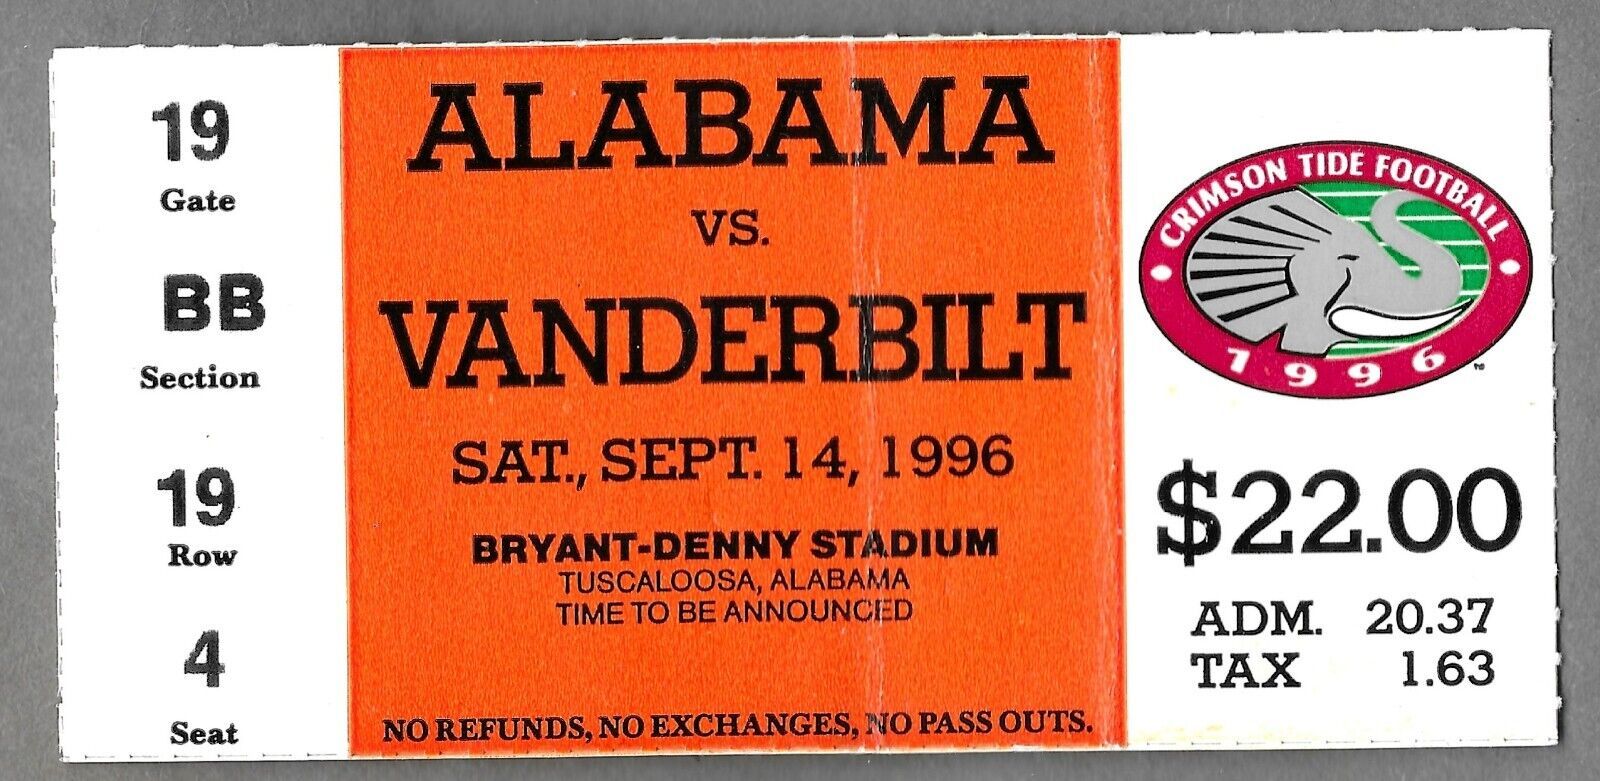 19
Gate
BB
Section
19
Row
4
Seat
ALABAMA
VS.
VANDERBILT
SAT., SEPT. 14, 1996
BRYANT-DENNY STADIUM
TUSCALOOSA, ALABAMA
TIME TO BE ANNOUNCED
NO REFUNDS, NO EXCHANGES, NO PASS OUTS.
CRIMSON TIDE FOOTBALL
1996
TM
$22.00
ADM. 20.37
TAX 1.63